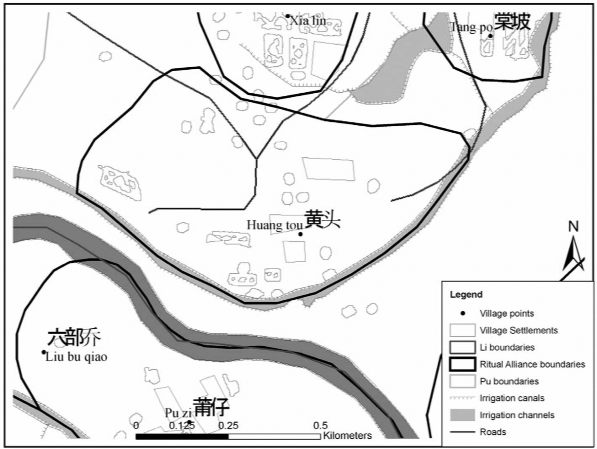 Xia lin
Tang po 棠坡
Huang tou 黄头
N
六部乔
Liu bu qiao
Pu zi 莆仔
0 0.125 0.25 0.5
Kilometers
Legend
Village points
Village Settlements
Li boundaries
Ritual Alliance boundaries
Pu boundaries
Irrigation canals
Irrigation channels
Roads